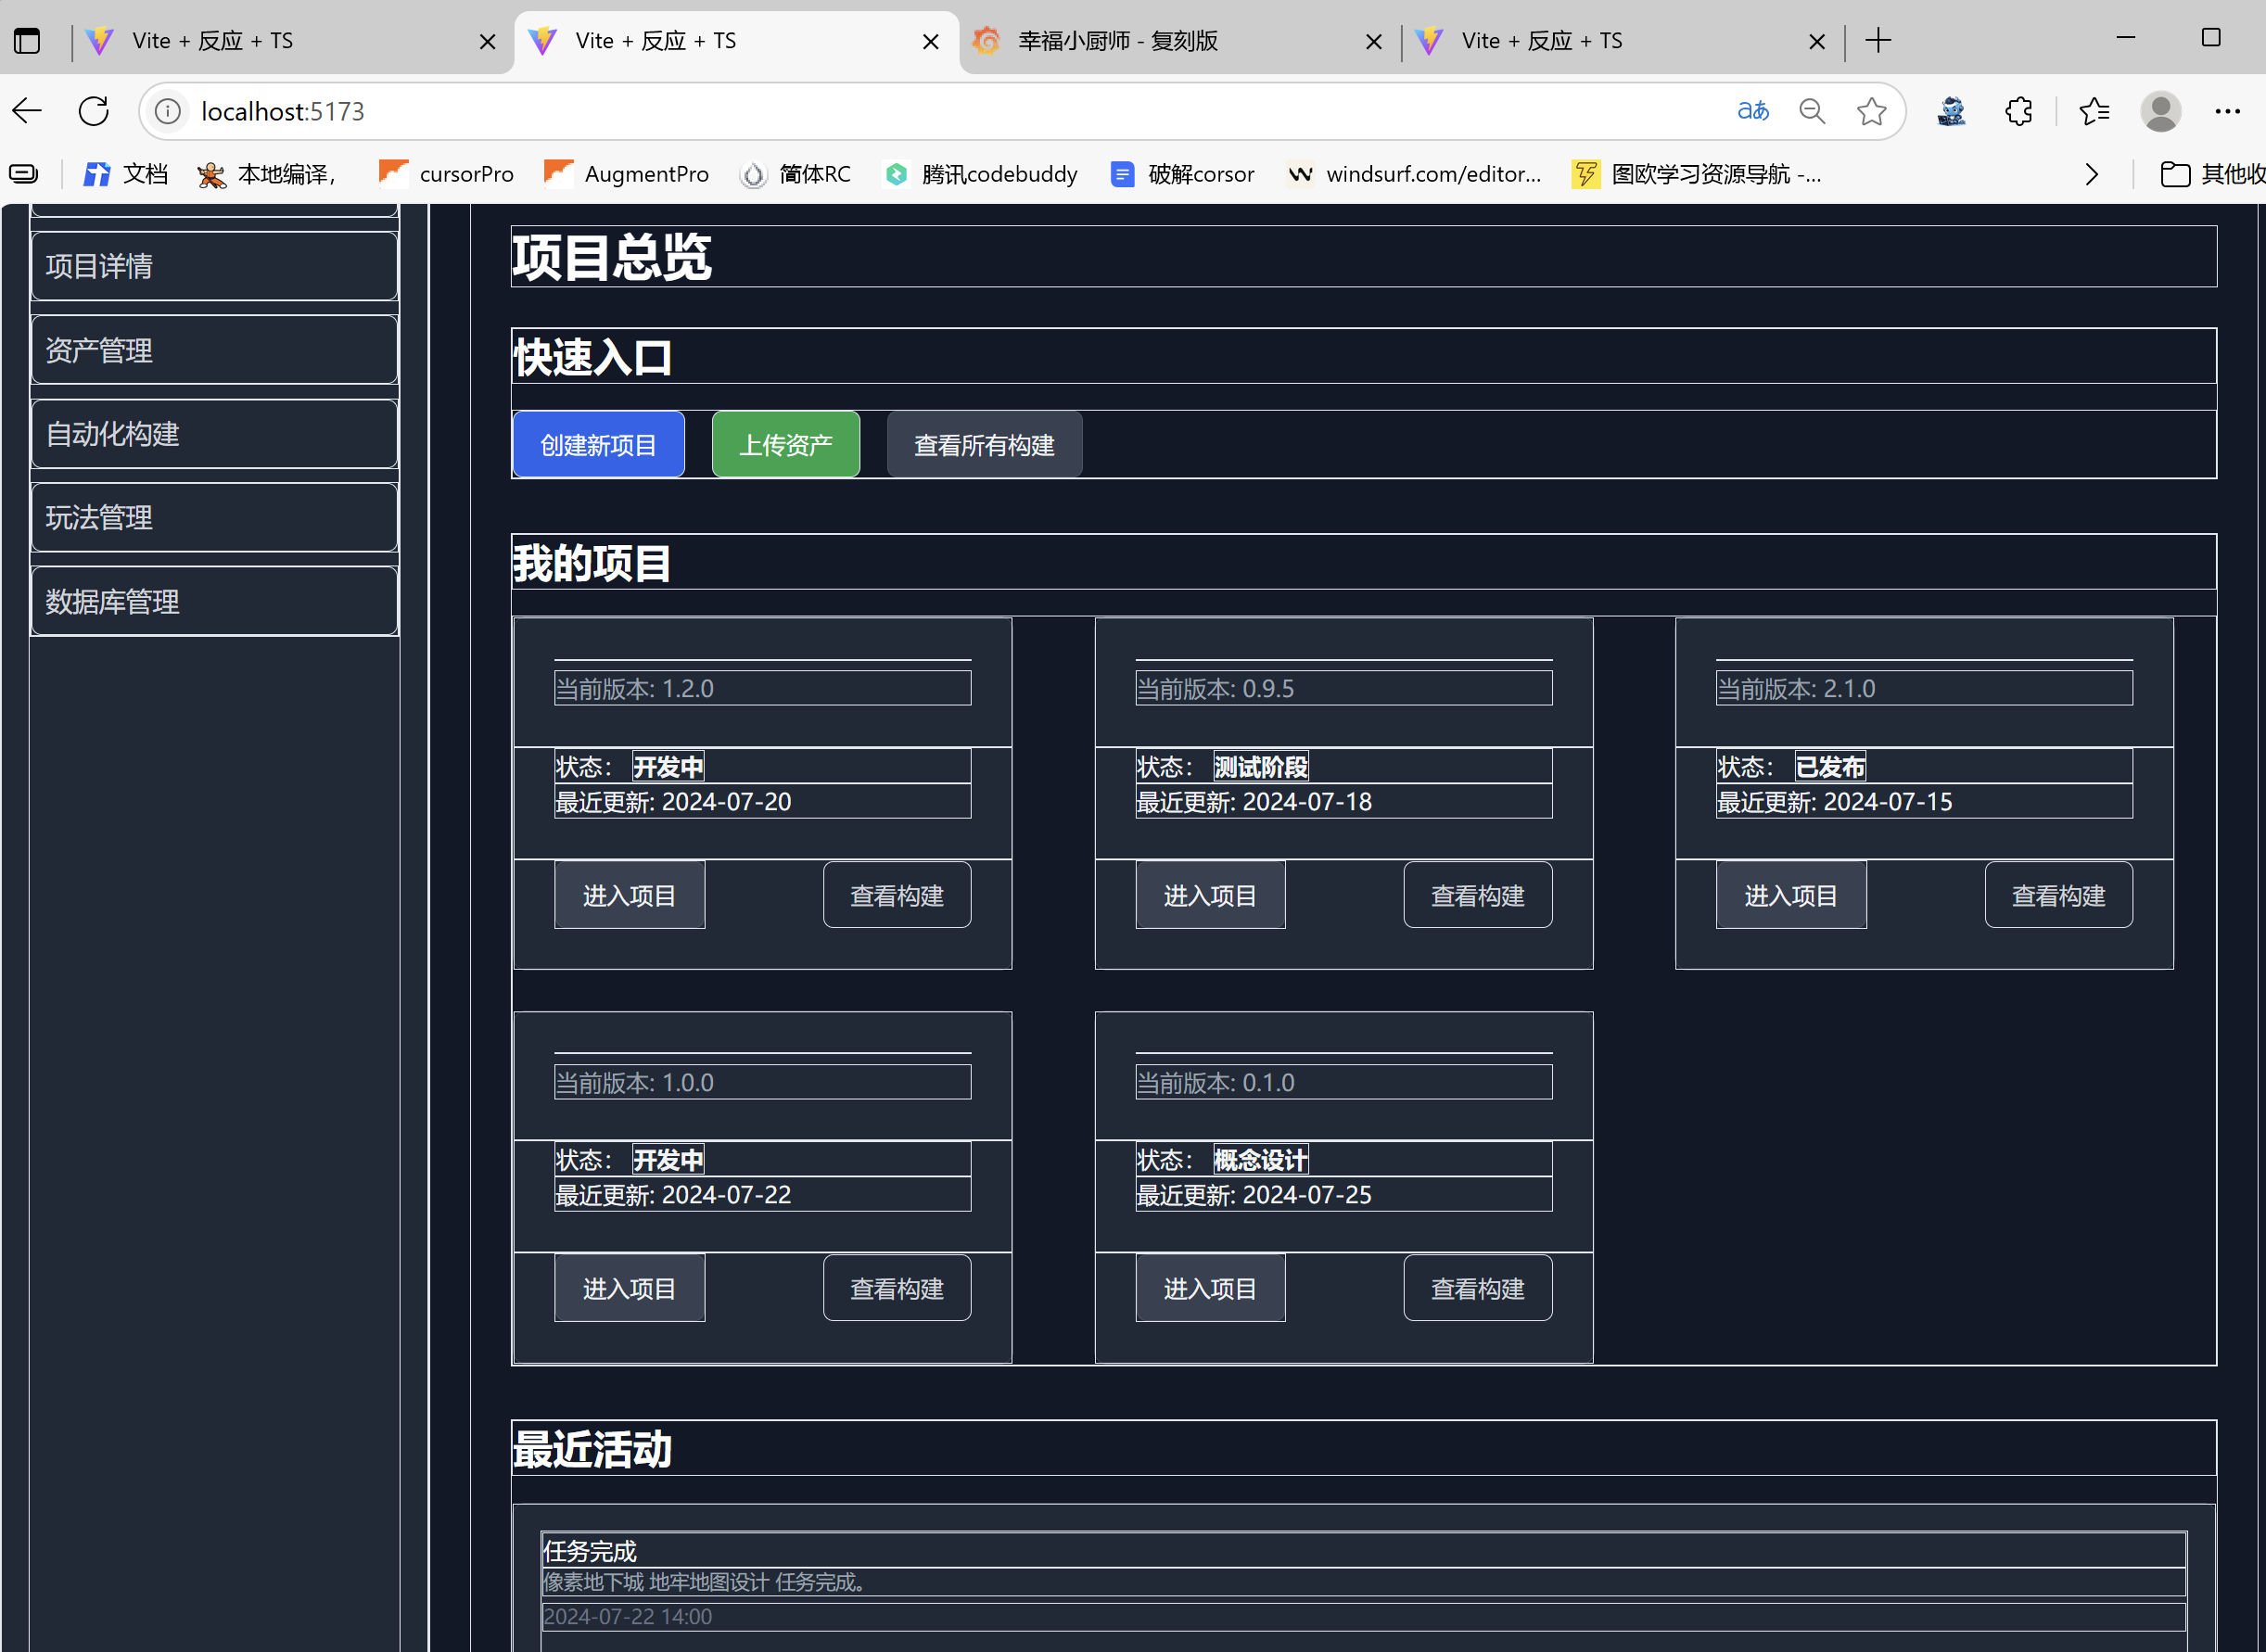 Vite + 反应 + TS
Vite + 反应 + TS
幸福小厨师 - 复刻版
Vite + 反应 + TS
localhost:5173
aあ
文档
本地编译,
cursorPro
AugmentPro
简体RC
腾讯codebuddy
破解corsor
windsurf.com/editor...
图欧学习资源导航 -...
其他收
项目详情
资产管理
自动化构建
玩法管理
数据库管理
项目总览
快速入口
创建新项目
上传资产
查看所有构建
我的项目
当前版本: 1.2.0
状态: 开发中
最近更新: 2024-07-20
进入项目
查看构建
当前版本: 0.9.5
状态: 测试阶段
最近更新: 2024-07-18
进入项目
查看构建
当前版本: 2.1.0
状态: 已发布
最近更新: 2024-07-15
进入项目
查看构建
当前版本: 1.0.0
状态: 开发中
最近更新: 2024-07-22
进入项目
查看构建
当前版本: 0.1.0
状态: 概念设计
最近更新: 2024-07-25
进入项目
查看构建
最近活动
任务完成
像素地下城 地牢地图设计 任务完成。
2024-07-22 14:00